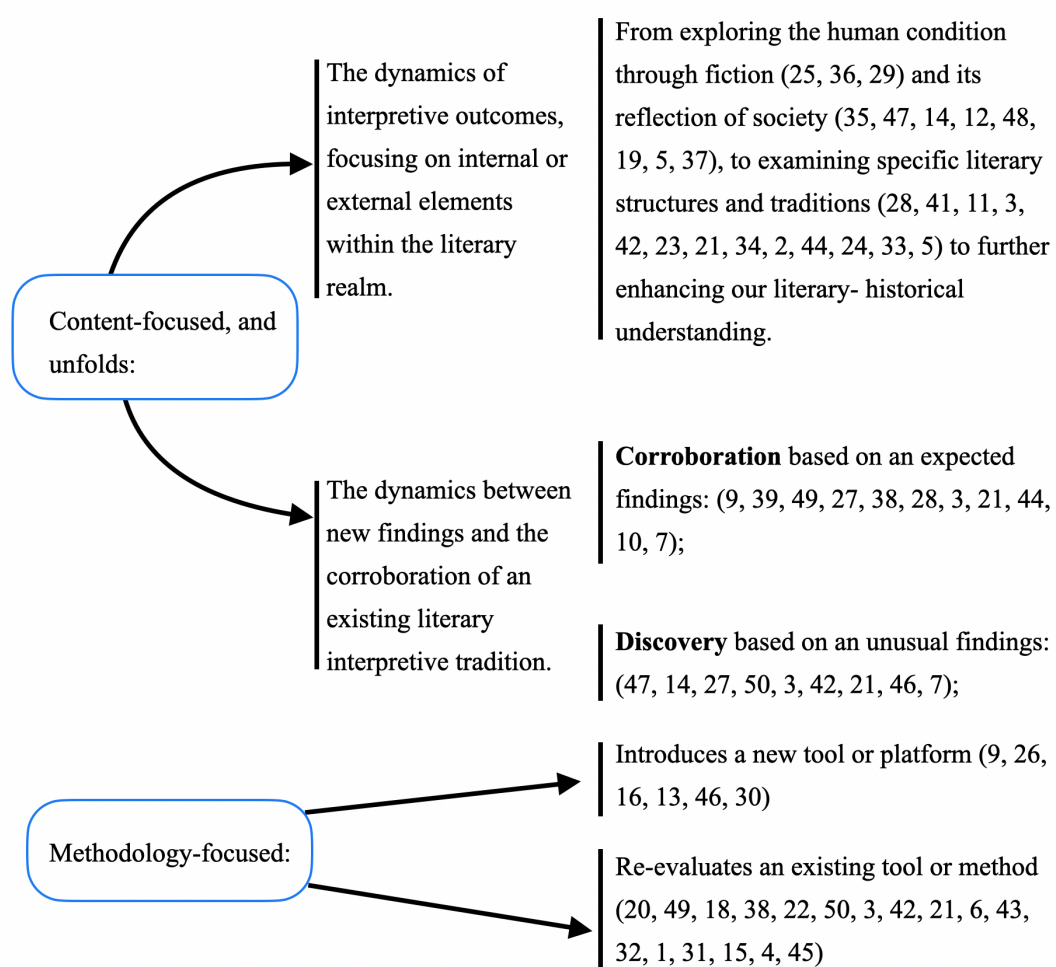 Content-focused, and
unfolds:
The dynamics of
interpretive outcomes,
focusing on internal or
external elements
within the literary
realm.
From exploring the human condition
through fiction (25, 36, 29) and its
reflection of society (35, 47, 14, 12, 48,
19, 5, 37), to examining specific literary
structures and traditions (28, 41, 11, 3,
42, 23, 21, 34, 2, 44, 24, 33, 5) to further
enhancing our literary- historical
understanding.
The dynamics between
new findings and the
corroboration of an
existing literary
interpretive tradition.
Corroboration based on an expected
findings: (9, 39, 49, 27, 38, 28, 3, 21, 44,
10, 7);
Discovery based on an unusual findings:
(47, 14, 27, 50, 3, 42, 21, 46, 7);
Methodology-focused:
Introduces a new tool or platform (9, 26,
16, 13, 46, 30)
Re-evaluates an existing tool or method
(20, 49, 18, 38, 22, 50, 3, 42, 21, 6, 43,
32, 1, 31, 15, 4, 45)